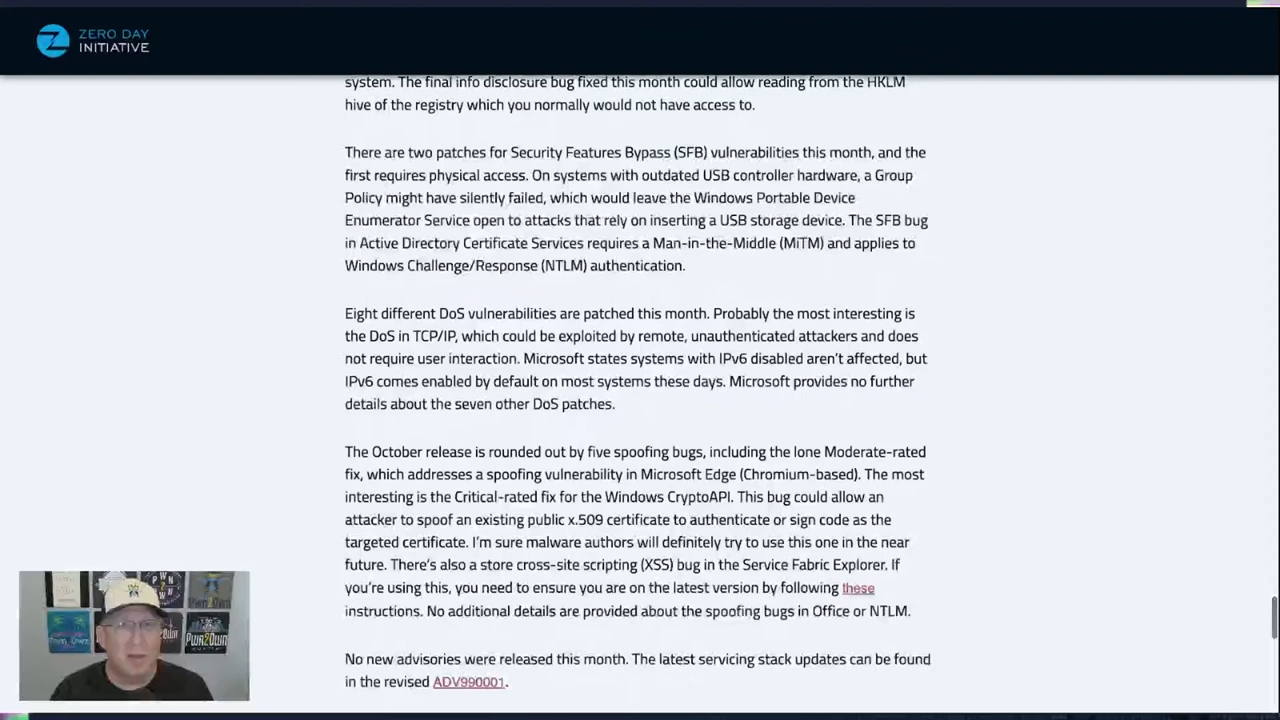 ZERO DAY
INITIATIVE
system. The final info disclosure bug fixed this month could allow reading from the HKLM
hive of the registry which you normally would not have access to.
There are two patches for Security Features Bypass (SFB) vulnerabilities this month, and the
first requires physical access. On systems with outdated USB controller hardware, a Group
Policy might have silently failed, which would leave the Windows Portable Device
Enumerator Service open to attacks that rely on inserting a USB storage device. The SFB bug
in Active Directory Certificate Services requires a Man-in-the-Middle (MiTM) and applies to
Windows Challenge/Response (NTLM) authentication.
Eight different DoS vulnerabilities are patched this month. Probably the most interesting is
the DoS in TCP/IP, which could be exploited by remote, unauthenticated attackers and does
not require user interaction. Microsoft states systems with IPv6 disabled aren't affected, but
IPv6 comes enabled by default on most systems these days. Microsoft provides no further
details about the seven other DoS patches.
The October release is rounded out by five spoofing bugs, including the lone Moderate-rated
fix, which addresses a spoofing vulnerability in Microsoft Edge (Chromium-based). The most
interesting is the Critical-rated fix for the Windows CryptoAPI. This bug could allow an
attacker to spoof an existing public x.509 certificate to authenticate or sign code as the
targeted certificate. I'm sure malware authors will definitely try to use this one in the near
future. There's also a store cross-site scripting (XSS) bug in the Service Fabric Explorer. If
you're using this, you need to ensure you are on the latest version by following these
instructions. No additional details are provided about the spoofing bugs in Office or NTLM.
No new advisories were released this month. The latest servicing stack updates can be found
in the revised ADV990001.